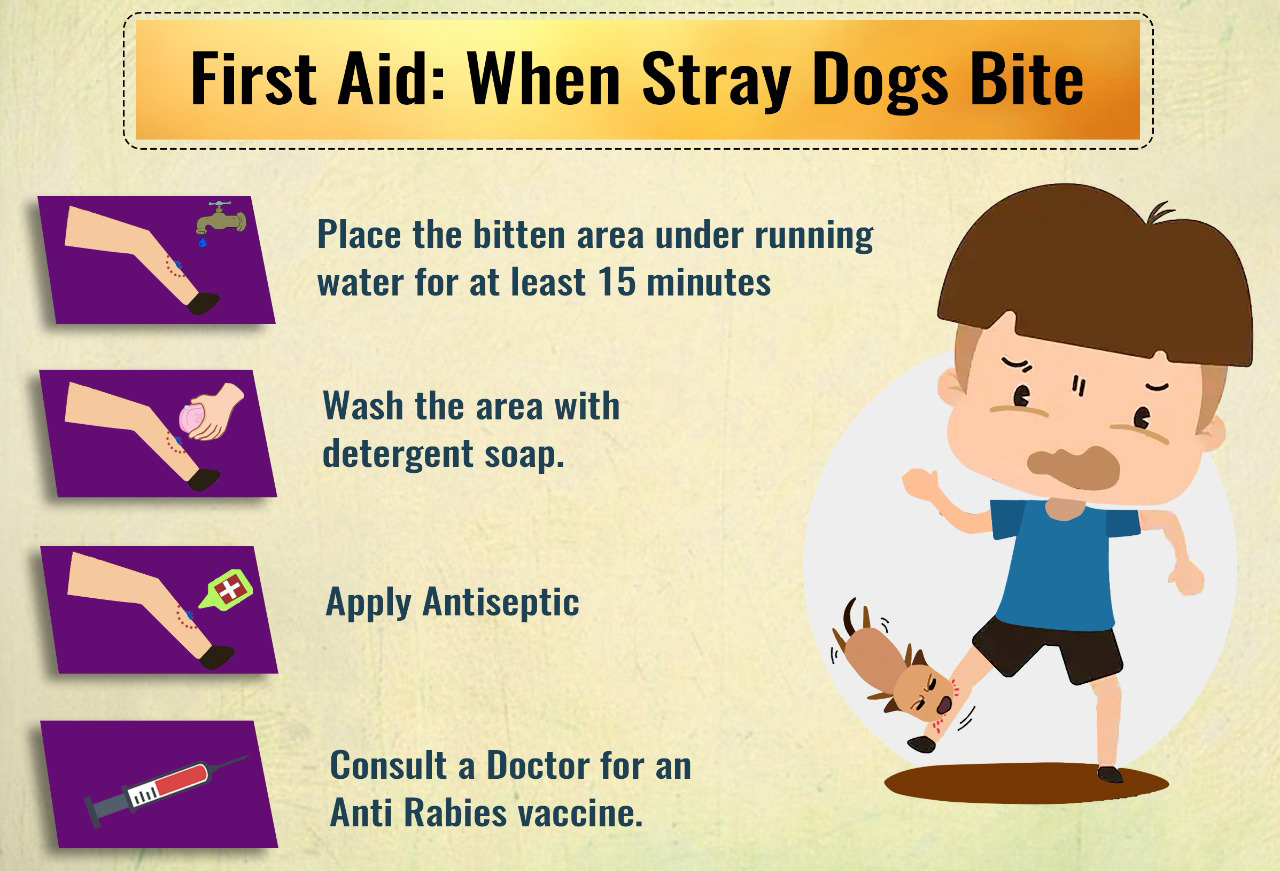 First Aid: When Stray Dogs Bite
Place the bitten area under running
water for at least 15 minutes
Wash the area with
detergent soap.
Apply Antiseptic
Consult a Doctor for an
Anti Rabies vaccine.